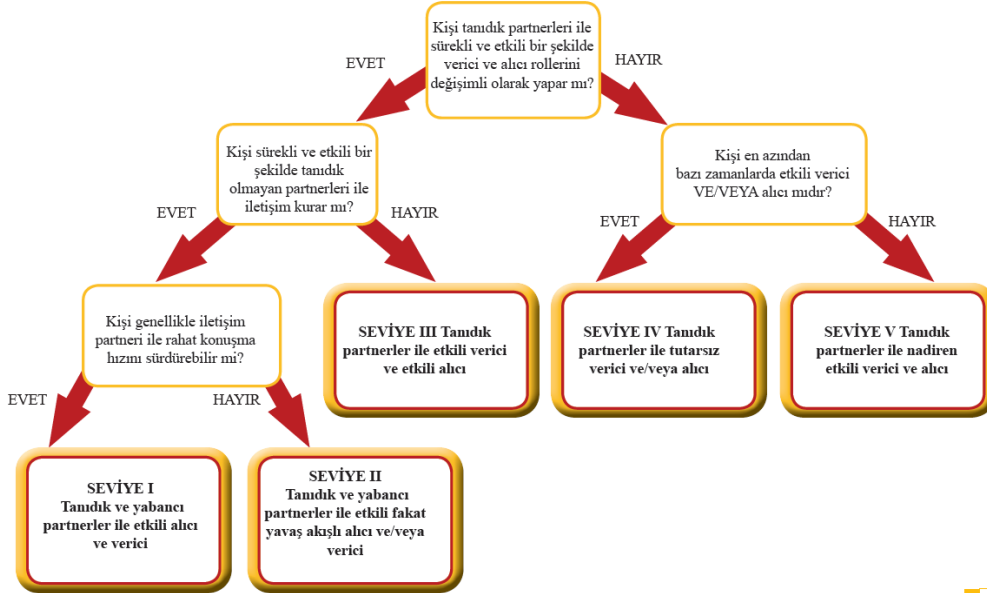 Kişi tanıdık partnerleri ile
sürekli ve etkili bir şekilde
verici ve alıcı rollerini
değişimli olarak yapar mı?
EVET
HAYIR
Kişi sürekli ve etkili bir
şekilde tanıdık
olmayan partnerleri ile
iletişim kurar mı?
Kişi en azından
bazı zamanlarda etkili verici
VE/VEYA alıcı mıdır?
EVET
HAYIR
EVET
HAYIR
Kişi genellikle iletişim
partneri ile rahat konuşma
hızını sürdürebilir mi?
SEVİYE III Tanıdık
partnerler ile etkili verici
ve etkili alıcı
SEVİYE IV Tanıdık
partnerler ile tutarsız
verici ve/veya alıcı
SEVİYE V Tanıdık
partnerler ile nadiren
etkili verici ve alıcı
EVET
HAYIR
SEVİYE I
Tanıdık ve yabancı
partnerler ile etkili alıcı
ve verici
SEVİYE II
Tanıdık ve yabancı
partnerler ile etkili fakat
yavaş akışlı alıcı ve/veya
verici